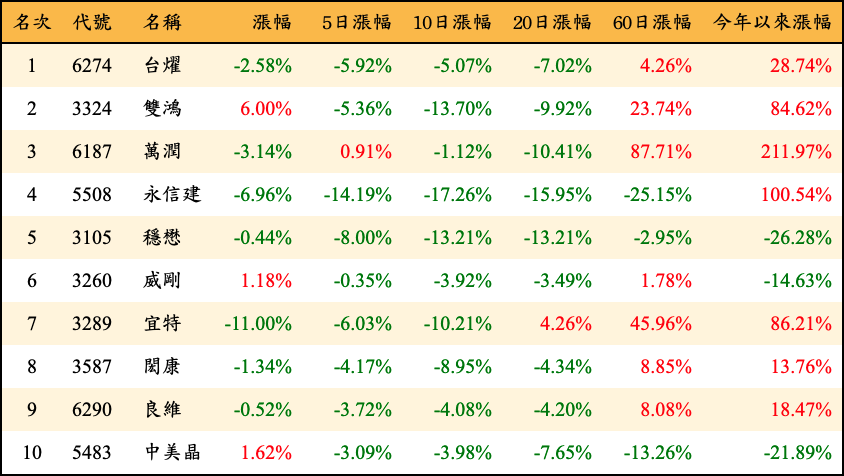 名次 代號 名稱 漲幅 5日漲幅 10日漲幅 20日漲幅 60日漲幅 今年以來漲幅
1 6274 台燿 -2.58% -5.92% -5.07% -7.02% 4.26% 28.74%
2 3324 雙鴻 6.00% -5.36% -13.70% -9.92% 23.74% 84.62%
3 6187 萬潤 -3.14% 0.91% -1.12% -10.41% 87.71% 211.97%
4 5508 永信建 -6.96% -14.19% -17.26% -15.95% -25.15% 100.54%
5 3105 穩懋 -0.44% -8.00% -13.21% -13.21% -2.95% -26.28%
6 3260 威剛 1.18% -0.35% -3.92% -3.49% 1.78% -14.63%
7 3289 宜特 -11.00% -6.03% -10.21% 4.26% 45.96% 86.21%
8 3587 閎康 -1.34% -4.17% -8.95% -4.34% 8.85% 13.76%
9 6290 良維 -0.52% -3.72% -4.08% -4.20% 8.08% 18.47%
10 5483 中美晶 1.62% -3.09% -3.98% -7.65% -13.26% -21.89%